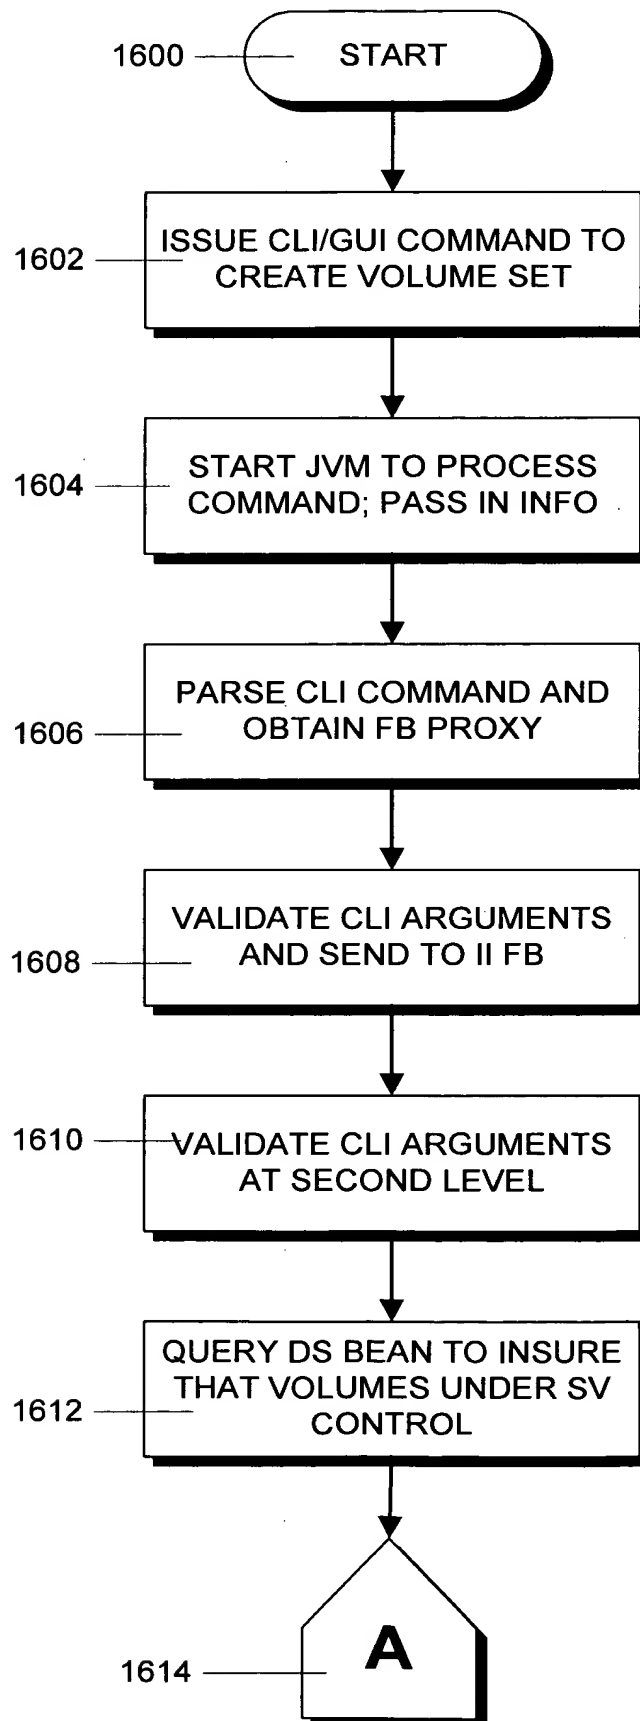 1600
START
1602
ISSUE CLI/GUI COMMAND TO
CREATE VOLUME SET
1604
START JVM TO PROCESS
COMMAND; PASS IN INFO
1606
PARSE CLI COMMAND AND
OBTAIN FB PROXY
1608
VALIDATE CLI ARGUMENTS
AND SEND TO II FB
1610
VALIDATE CLI ARGUMENTS
AT SECOND LEVEL
1612
QUERY DS BEAN TO INSURE
THAT VOLUMES UNDER SV
CONTROL
1614
A